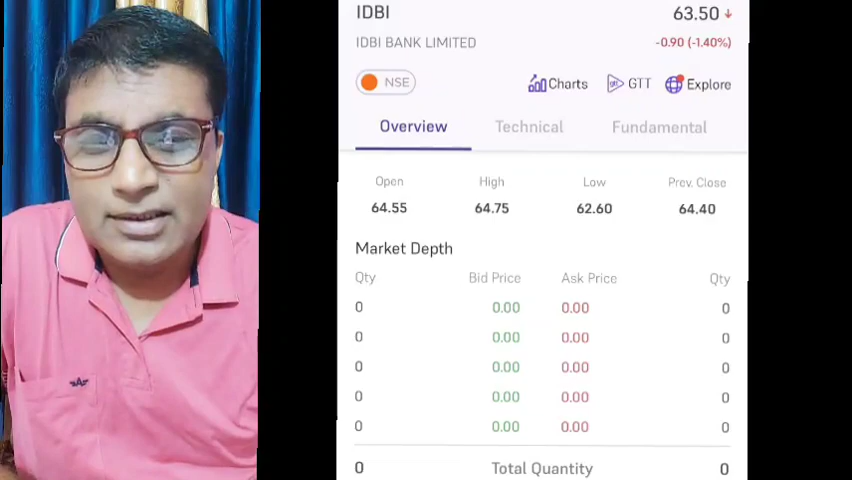 IDBI 63.50
IDBI BANK LIMITED -0.90 (-1.40%)
NSE Charts GTT Explore
Overview Technical Fundamental
Open High Low Prev. Close
64.55 64.75 62.60 64.40
Market Depth
Qty Bid Price Ask Price Qty
0 0.00 0.00 0
0 0.00 0.00 0
0 0.00 0.00 0
0 0.00 0.00 0
0 0.00 0.00 0
0 Total Quantity 0